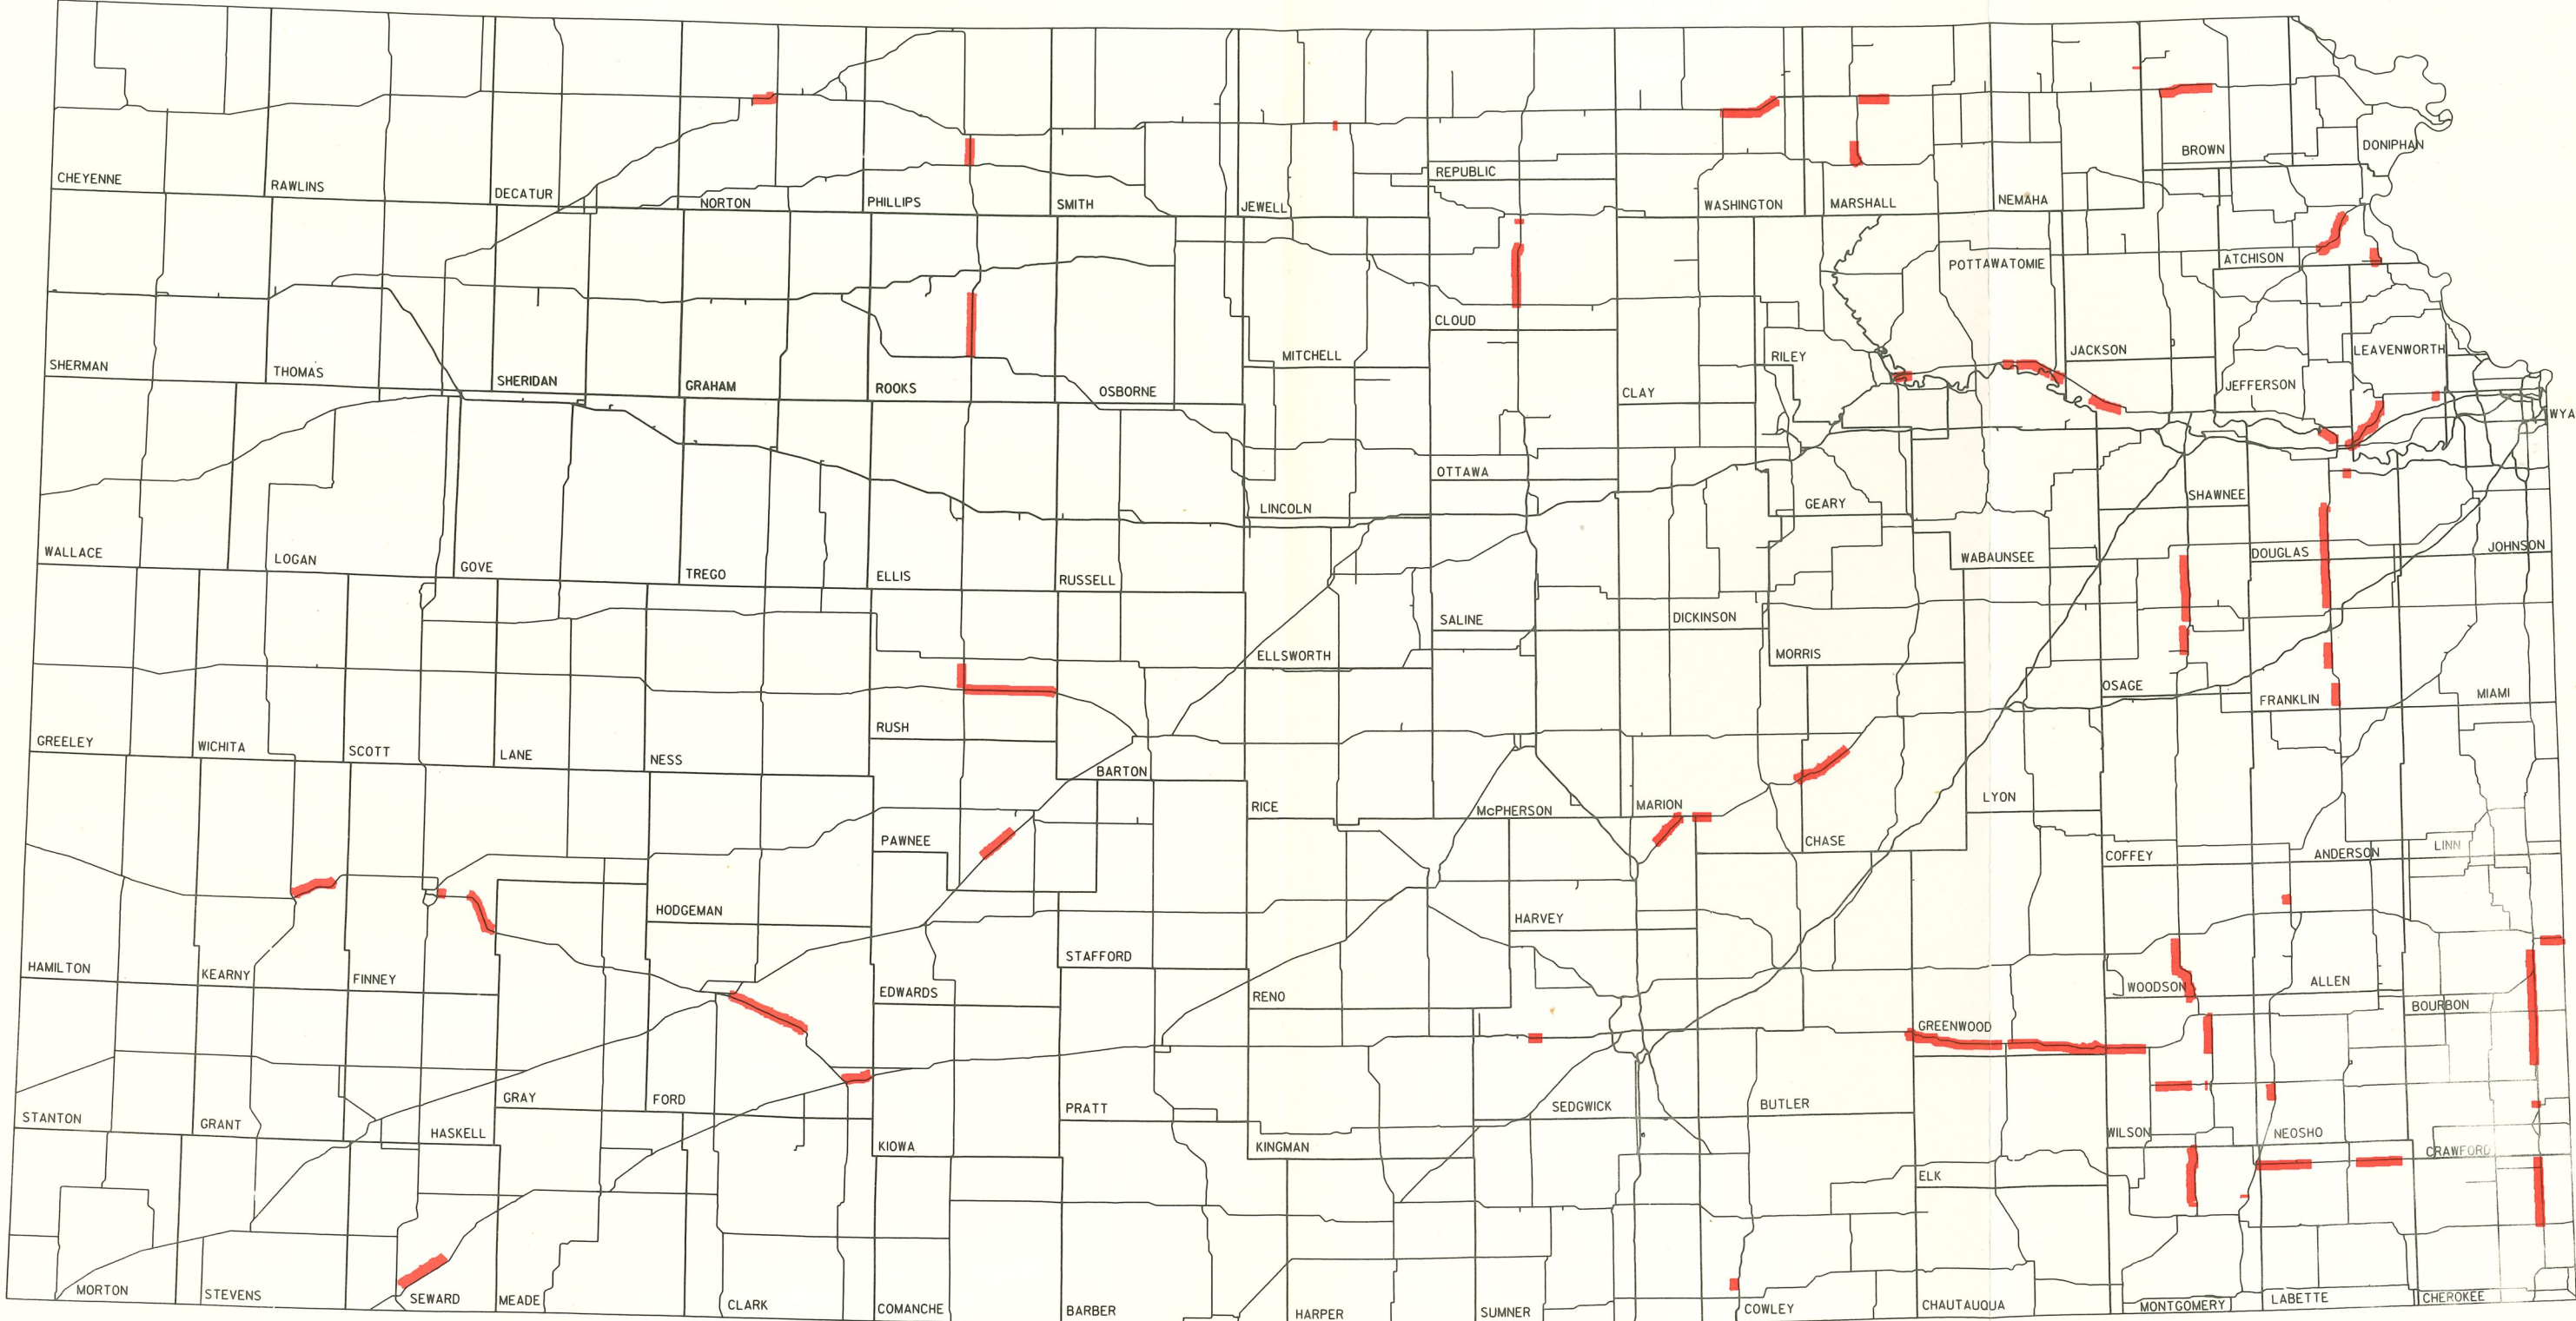 CHEYENNE
RAWLINS
DECATUR
NORTON
PHILLIPS
SMITH
JEWELL
REPUBLIC
WASHINGTON
MARSHALL
NEMAHA
BROWN
DONIPHAN
SHERMAN
THOMAS
SHERIDAN
GRAHAM
ROOKS
OSBORNE
MITCHELL
CLOUD
CLAY
RILEY
POTTAWATOMIE
JACKSON
ATCHISON
JEFFERSON
LEAVENWORTH
WYA
WALLACE
LOGAN
GOVE
TREGO
ELLIS
RUSSELL
LINCOLN
OTTAWA
SALINE
DICKINSON
GEARY
WABAUNSEE
SHAWNEE
DOUGLAS
JOHNSON
GREELEY
WICHITA
SCOTT
LANE
NESS
RUSH
BARTON
ELLSWORTH
RICE
McPHERSON
MARION
MORRIS
CHASE
LYON
OSAGE
FRANKLIN
MIAMI
HAMILTON
KEARNY
FINNEY
HODGEMAN
PAWNEE
EDWARDS
STAFFORD
RENO
HARVEY
COFFEY
ANDERSON
LINN
STANTON
GRANT
HASKELL
GRAY
FORD
KIOWA
PRATT
KINGMAN
SEDGWICK
BUTLER
GREENWOOD
WOODSON
ALLEN
BOURBON
MORTON
STEVENS
SEWARD
MEADE
CLARK
COMANCHE
BARBER
HARPER
SUMNER
COWLEY
ELK
CHAUTAUQUA
WILSON
NEOSHO
CRAWFORD
MONTGOMERY
LABETTE
CHEROKEE